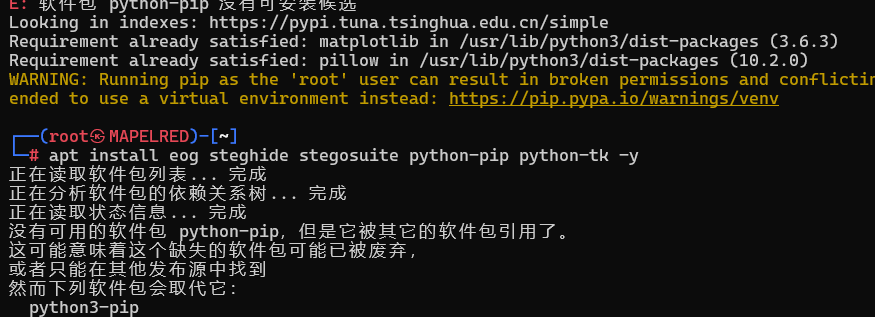 E: 软件包 python-pip 没有可安装候选
Looking in indexes: https://pypi.tuna.tsinghua.edu.cn/simple
Requirement already satisfied: matplotlib in /usr/lib/python3/dist-packages (3.6.3)
Requirement already satisfied: pillow in /usr/lib/python3/dist-packages (10.2.0)
WARNING: Running pip as the 'root' user can result in broken permissions and conflictin
ended to use a virtual environment instead: https://pip.pypa.io/warnings/venv
┌──(root㉿MAPELRED)-[~]
└─# apt install eog steghide stegosuite python-pip python-tk -y
正在读取软件包列表... 完成
正在分析软件包的依赖关系树... 完成
正在读取状态信息... 完成
没有可用的软件包 python-pip，但是它被其它的软件包引用了。
这可能意味着这个缺失的软件包可能已被废弃，
或者只能在其他发布源中找到
然而下列软件包会取代它：
python3-pip